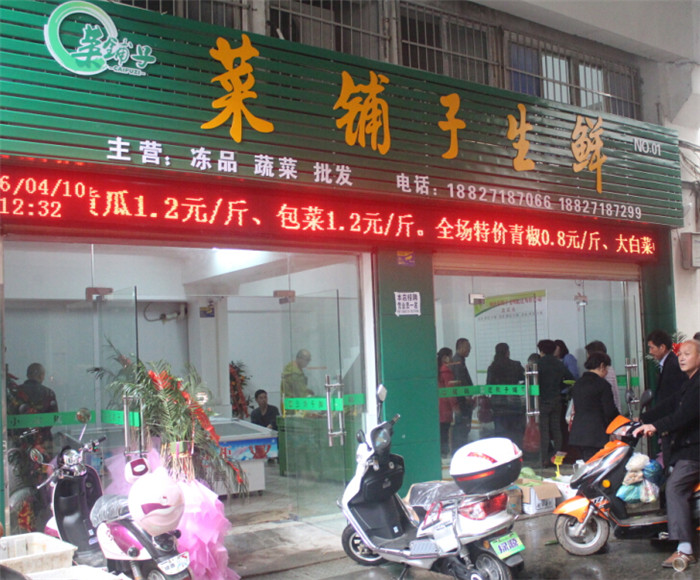 菜铺子
CAIPUZI
菜铺子生鲜
NO.01
主营：冻品 蔬菜 批发
电话：18827187066 18827187299
6/04/10
12:32
瓜1.2元/斤、包菜1.2元/斤。全场特价青椒0.8元/斤、大白菜